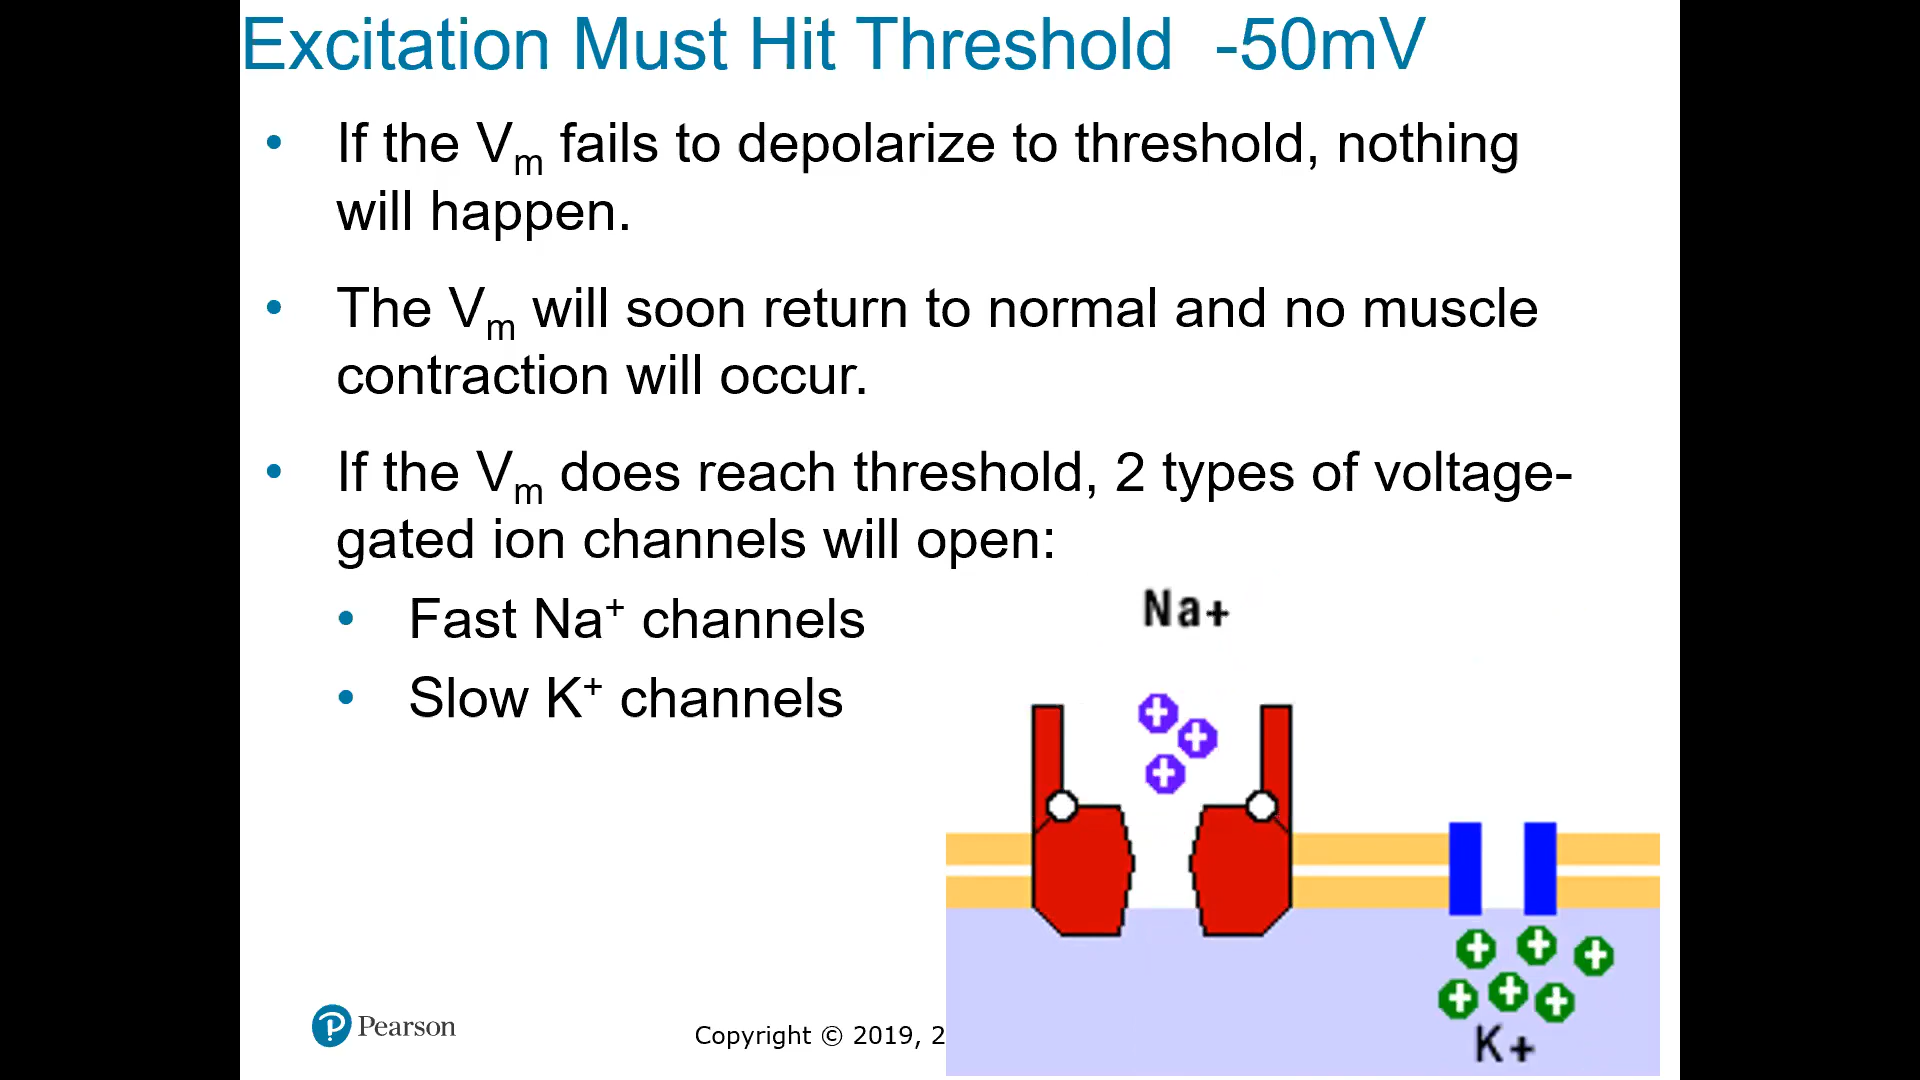 Excitation Must Hit Threshold -50mV
• If the Vm fails to depolarize to threshold, nothing
will happen.
• The Vm will soon return to normal and no muscle
contraction will occur.
• If the Vm does reach threshold, 2 types of voltage-
gated ion channels will open:
• Fast Na⁺ channels
• Slow K⁺ channels
Na+
K+
Pearson
Copyright © 2019, 2